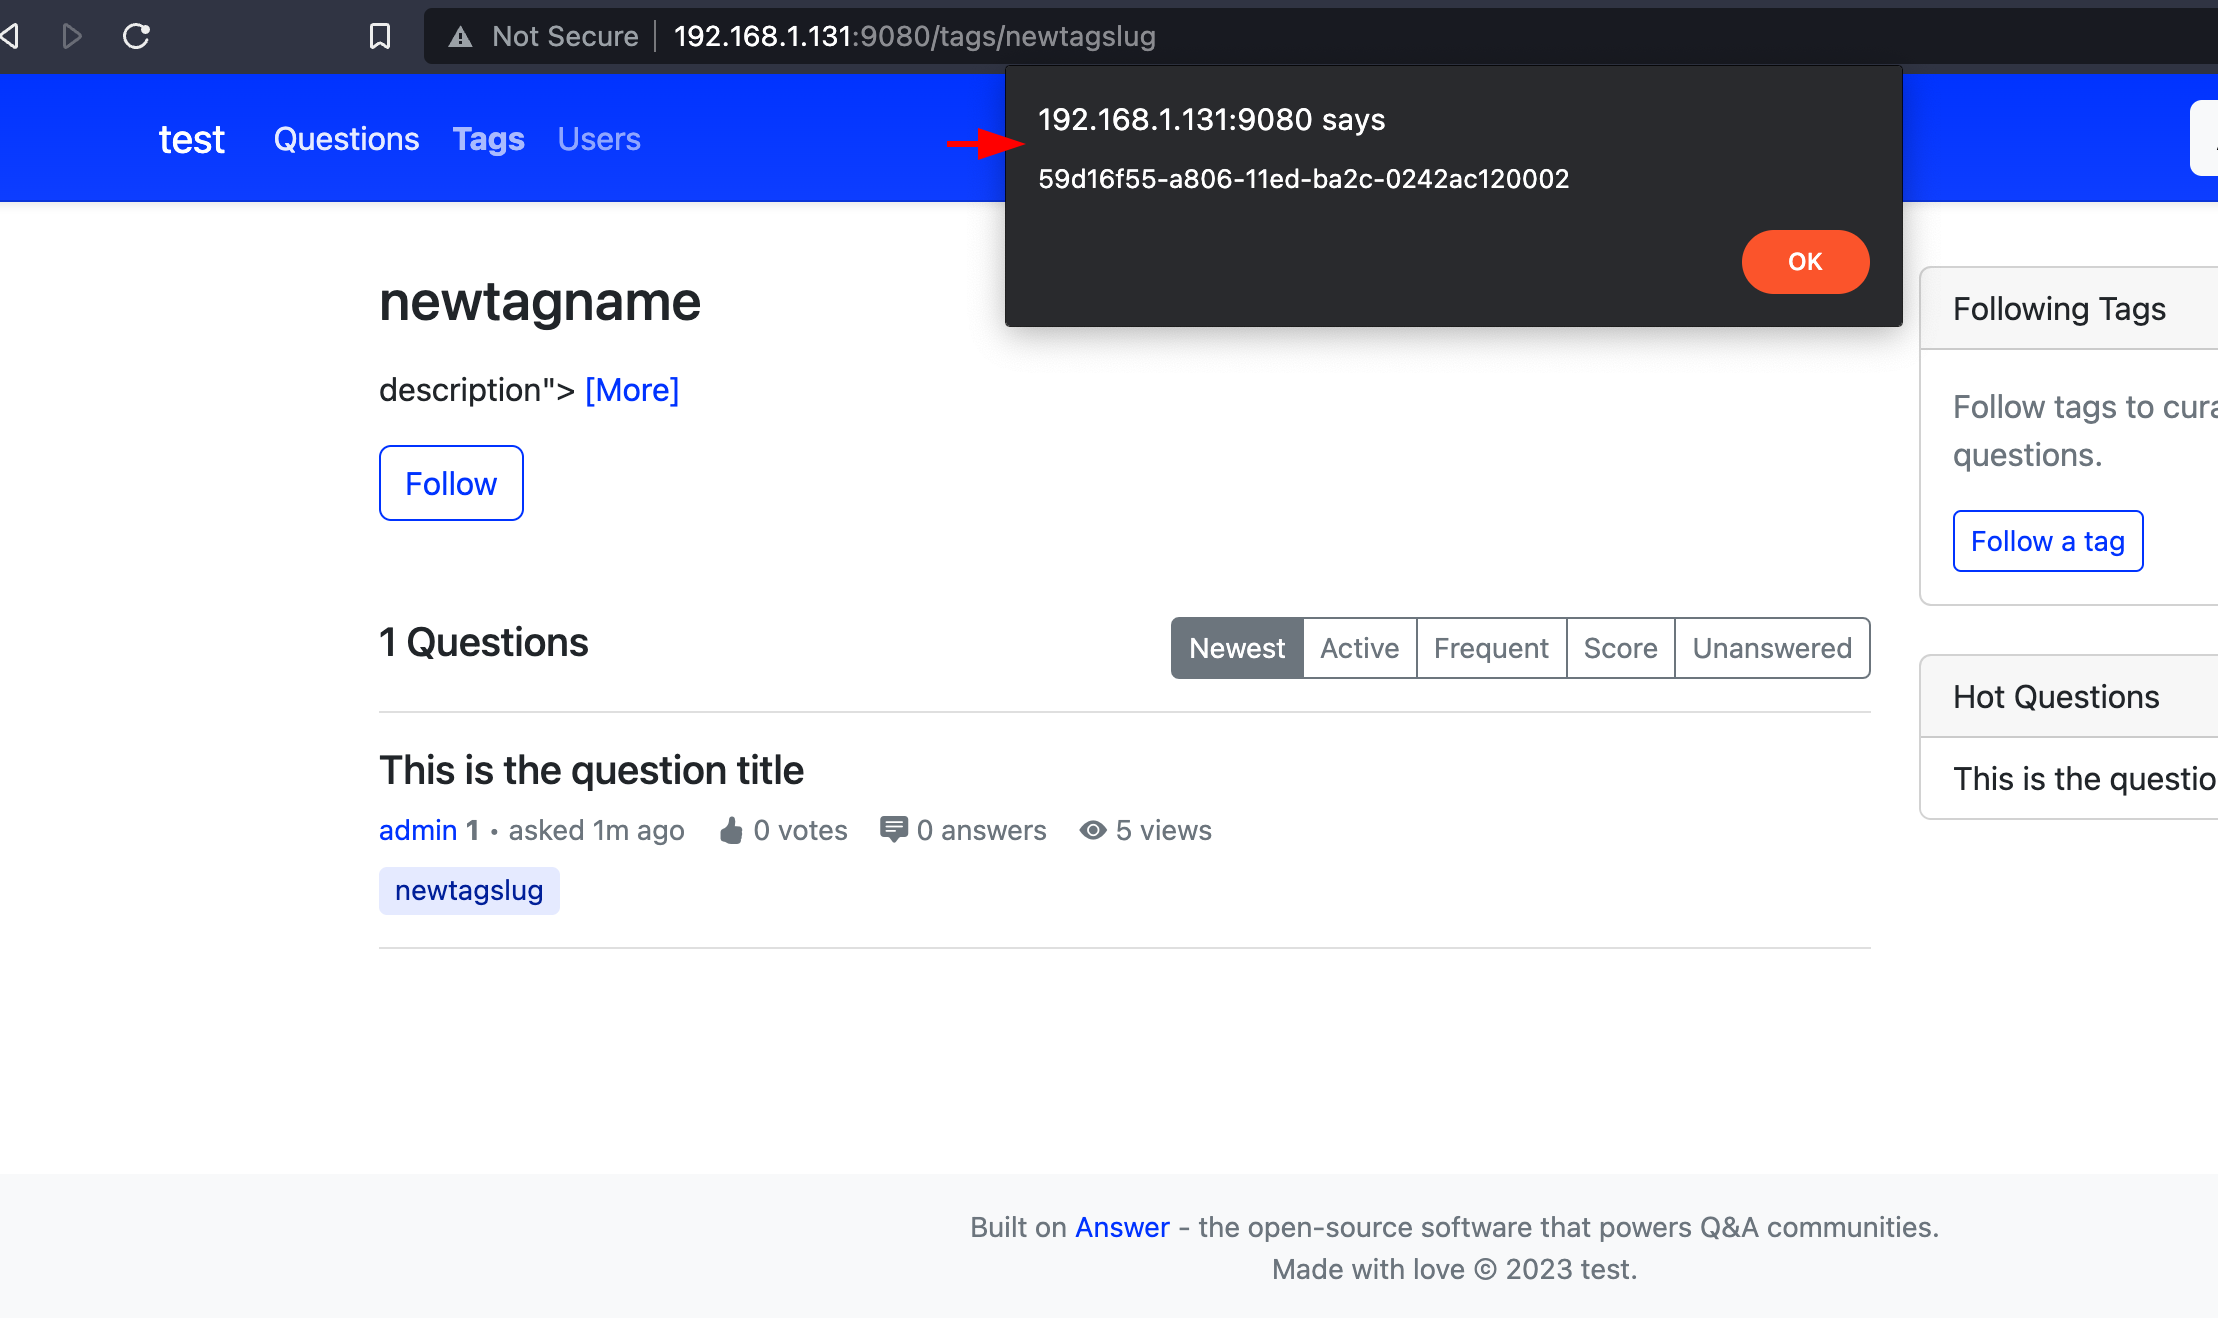 Not Secure 192.168.1.131:9080/tags/newtagslug
test Questions Tags Users
192.168.1.131:9080 says
59d16f55-a806-11ed-ba2c-0242ac120002
OK
newtagname
description"> [More]
Follow
1 Questions
Newest Active Frequent Score Unanswered
This is the question title
admin 1 • asked 1m ago 0 votes 0 answers 5 views
newtagslug
Following Tags
Follow tags to cura
questions.
Follow a tag
Hot Questions
This is the questio
Built on Answer - the open-source software that powers Q&A communities.
Made with love © 2023 test.